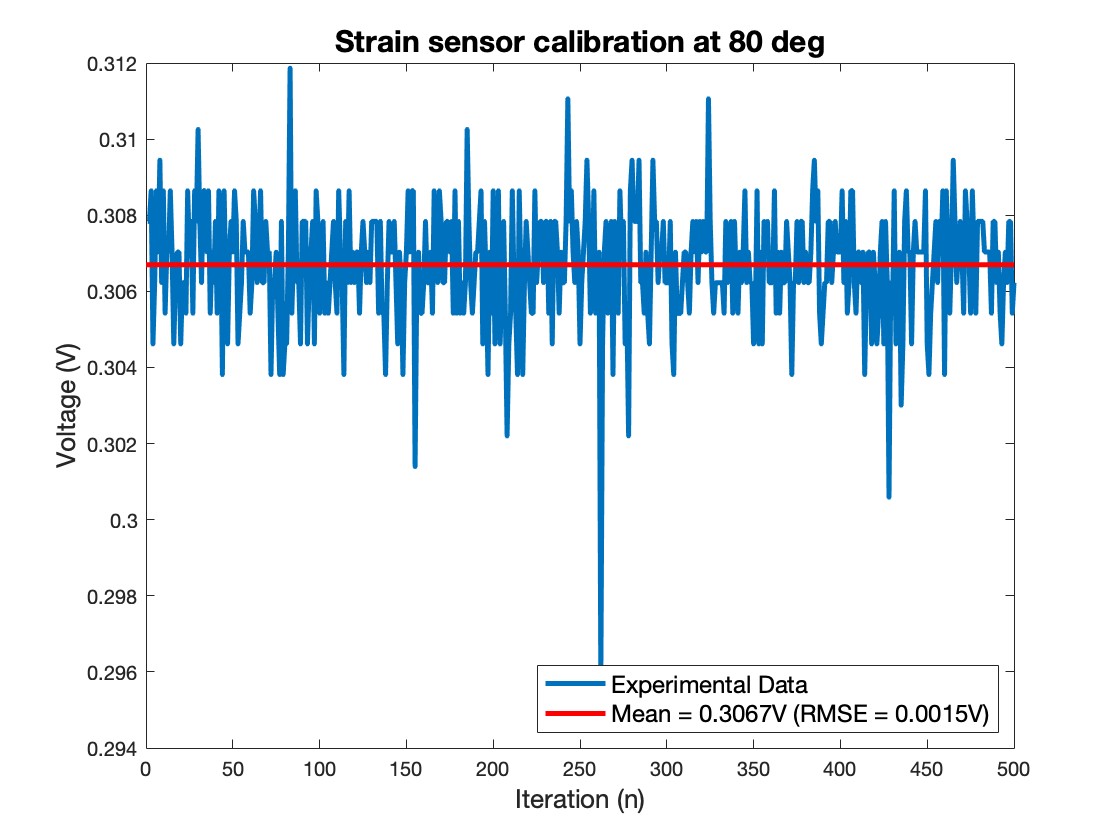 Strain sensor calibration at 80 deg
0.312
0.31
0.308
0.306
0.304
0.302
0.3
0.298
0.296
0.294
Voltage (V)
Experimental Data
Mean = 0.3067V (RMSE = 0.0015V)
0 50 100 150 200 250 300 350 400 450 500
Iteration (n)